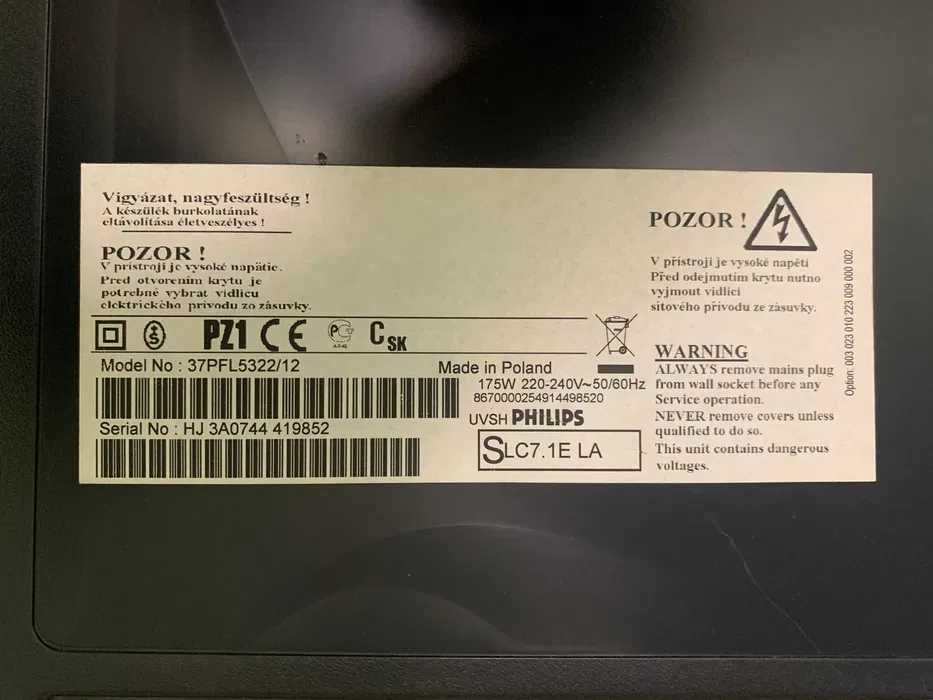 Vigyázat, nagyfeszültség !
A készülék burkolatának
eltávolítása életveszélyes !
POZOR !
V prístroji je vysoké napätie.
Pred otvorením krytu je
potrebné vybrat vidlicu
elektrického prívodu zo zásuvky.
PZ1 CE PC C SK
Model No : 37PFL5322/12
Serial No : HJ 3A0744 419852
Made in Poland
175W 220-240V~50/60Hz
8670000254914498520
UVSH PHILIPS
SLC7.1E LA
POZOR !
V přístroji je vysoké napětí
Před odejmutím krytu nutno
vyjmout vidlici
síťového přívodu ze zásuvky.
WARNING
ALWAYS remove mains plug
from wall socket before any
Service operation.
NEVER remove covers unless
qualified to do so.
This unit contains dangerous
voltages.
Option: 003 023 010 223 009 000 002